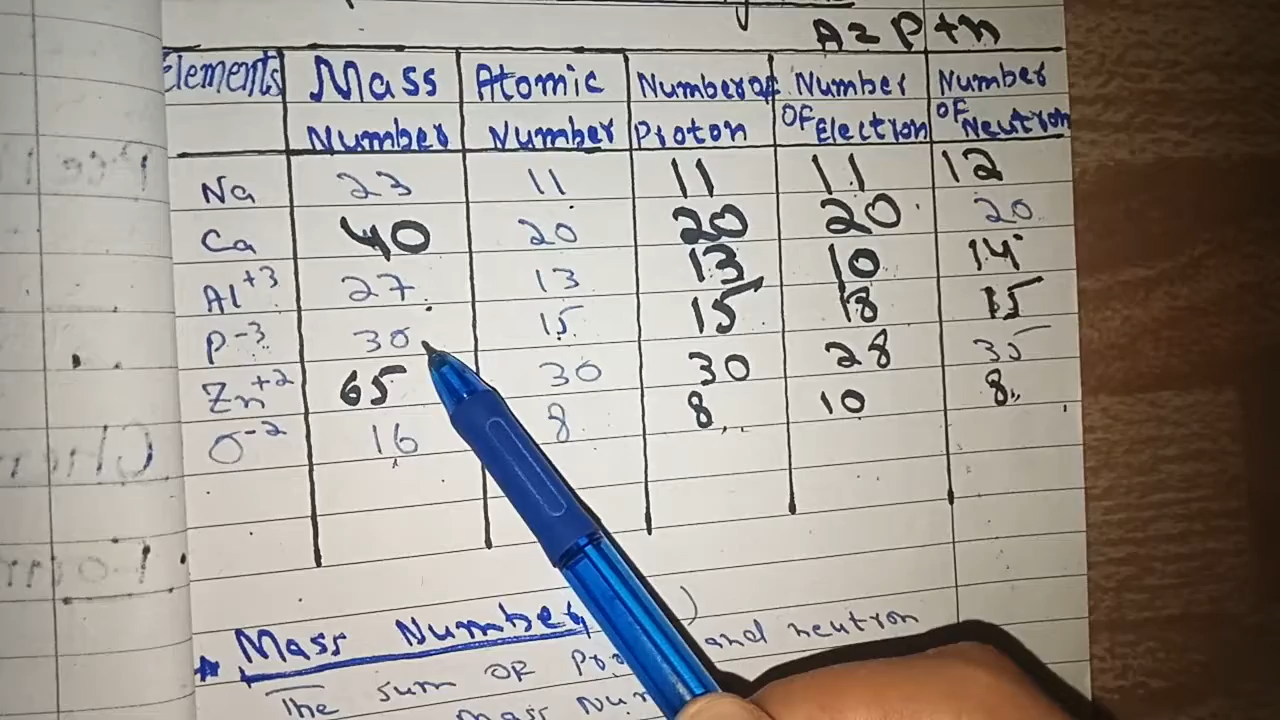 A = P + n
Elements Mass Number Atomic Number Number of Proton Number OF Electron Number OF Neutron
Na 23 11 11 11 12
Ca 40 20 20 20 20
Al+3 27 13 13 10 14
P-3 30 15 15 18 15
Zn+2 65 30 30 28 35
O-2 16 8 8 10 8
Mass Number
The sum OF Pro and neutron
Mass Num